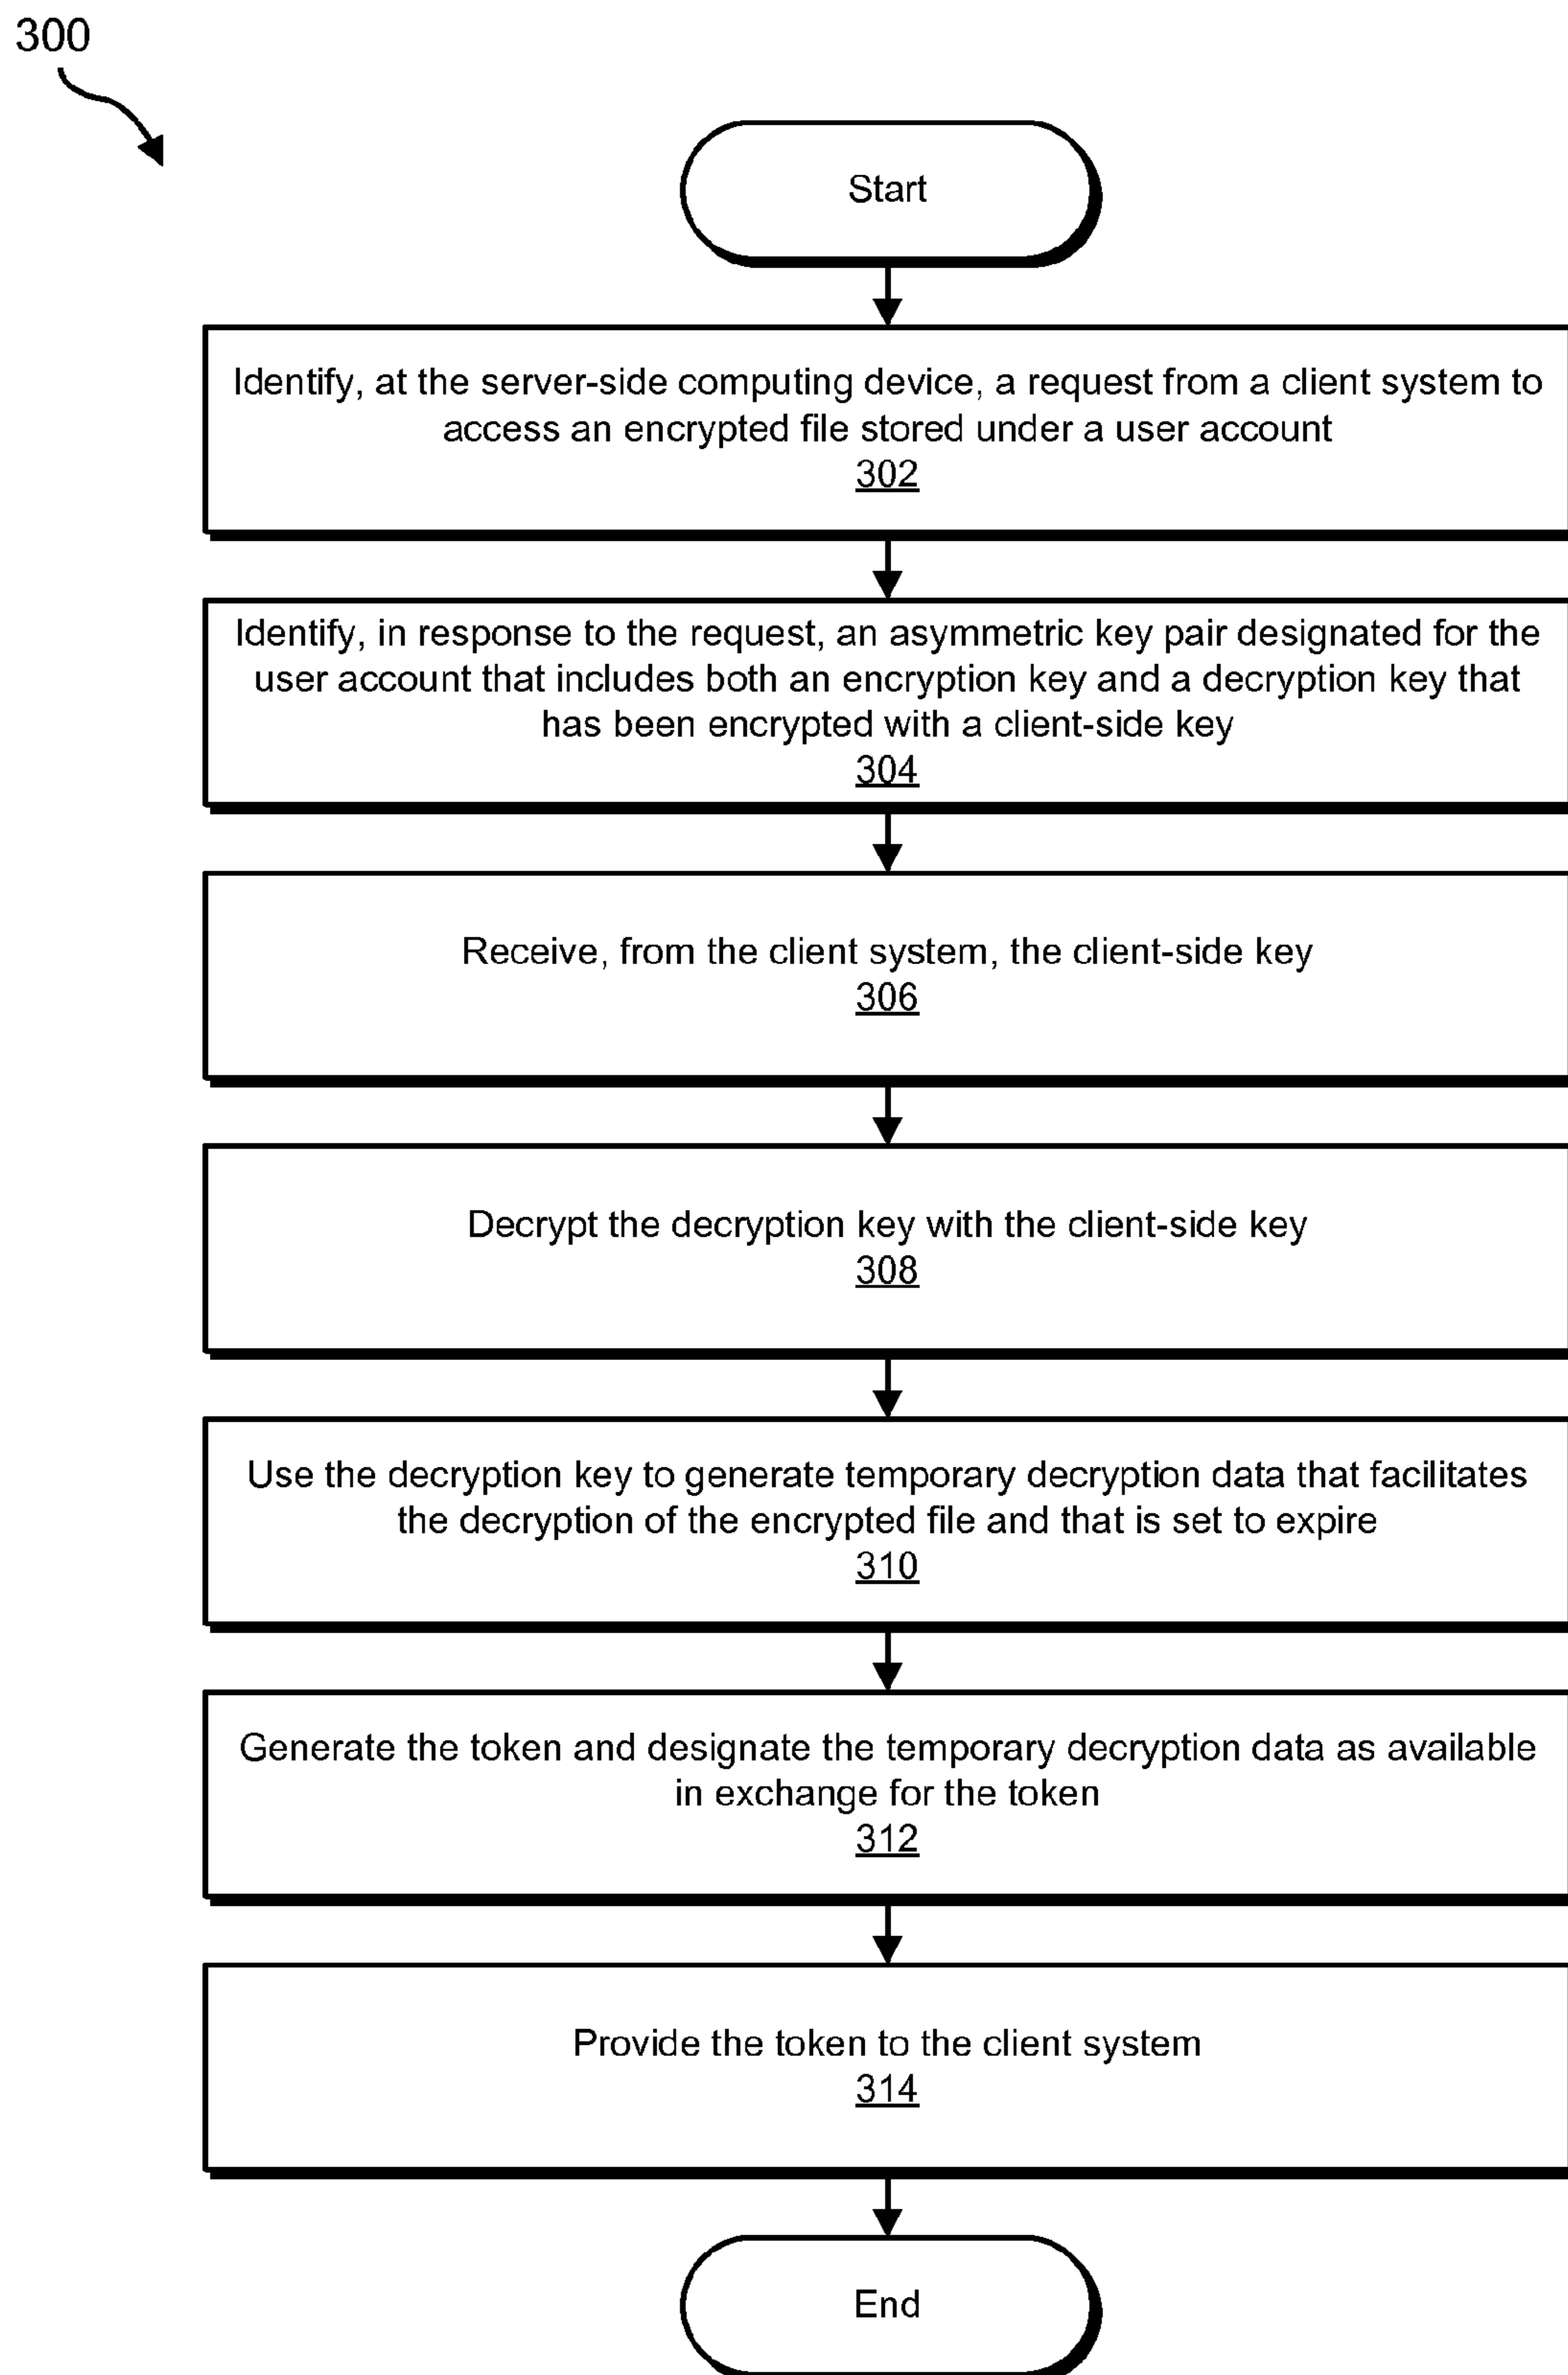 300
Start
Identify, at the server-side computing device, a request from a client system to
access an encrypted file stored under a user account
302
Identify, in response to the request, an asymmetric key pair designated for the
user account that includes both an encryption key and a decryption key that
has been encrypted with a client-side key
304
Receive, from the client system, the client-side key
306
Decrypt the decryption key with the client-side key
308
Use the decryption key to generate temporary decryption data that facilitates
the decryption of the encrypted file and that is set to expire
310
Generate the token and designate the temporary decryption data as available
in exchange for the token
312
Provide the token to the client system
314
End